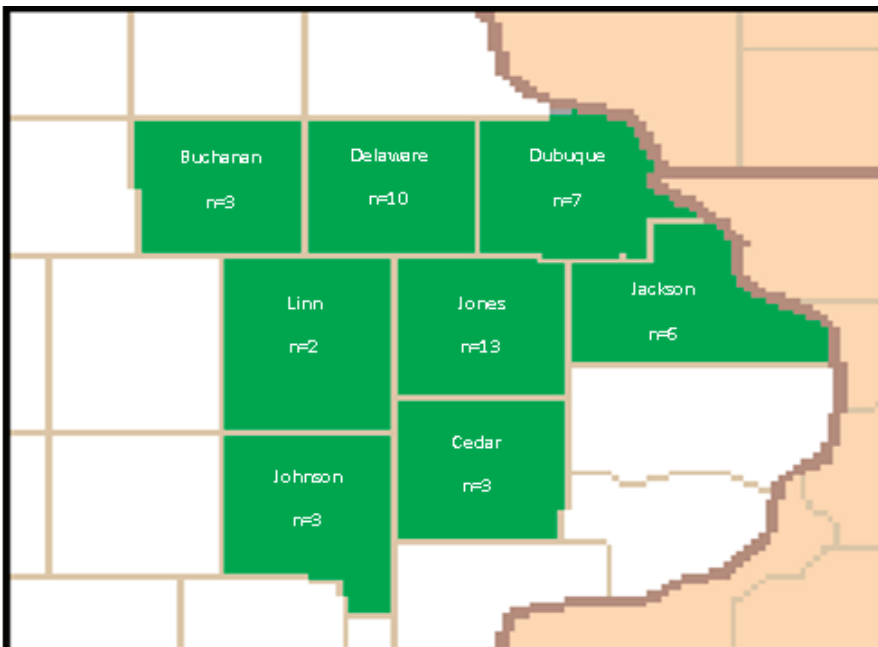 Buchanan
n=3
Delaware
n=10
Dubuque
n=7
Linn
n=2
Jones
n=13
Jackson
n=6
Johnson
n=3
Cedar
n=3